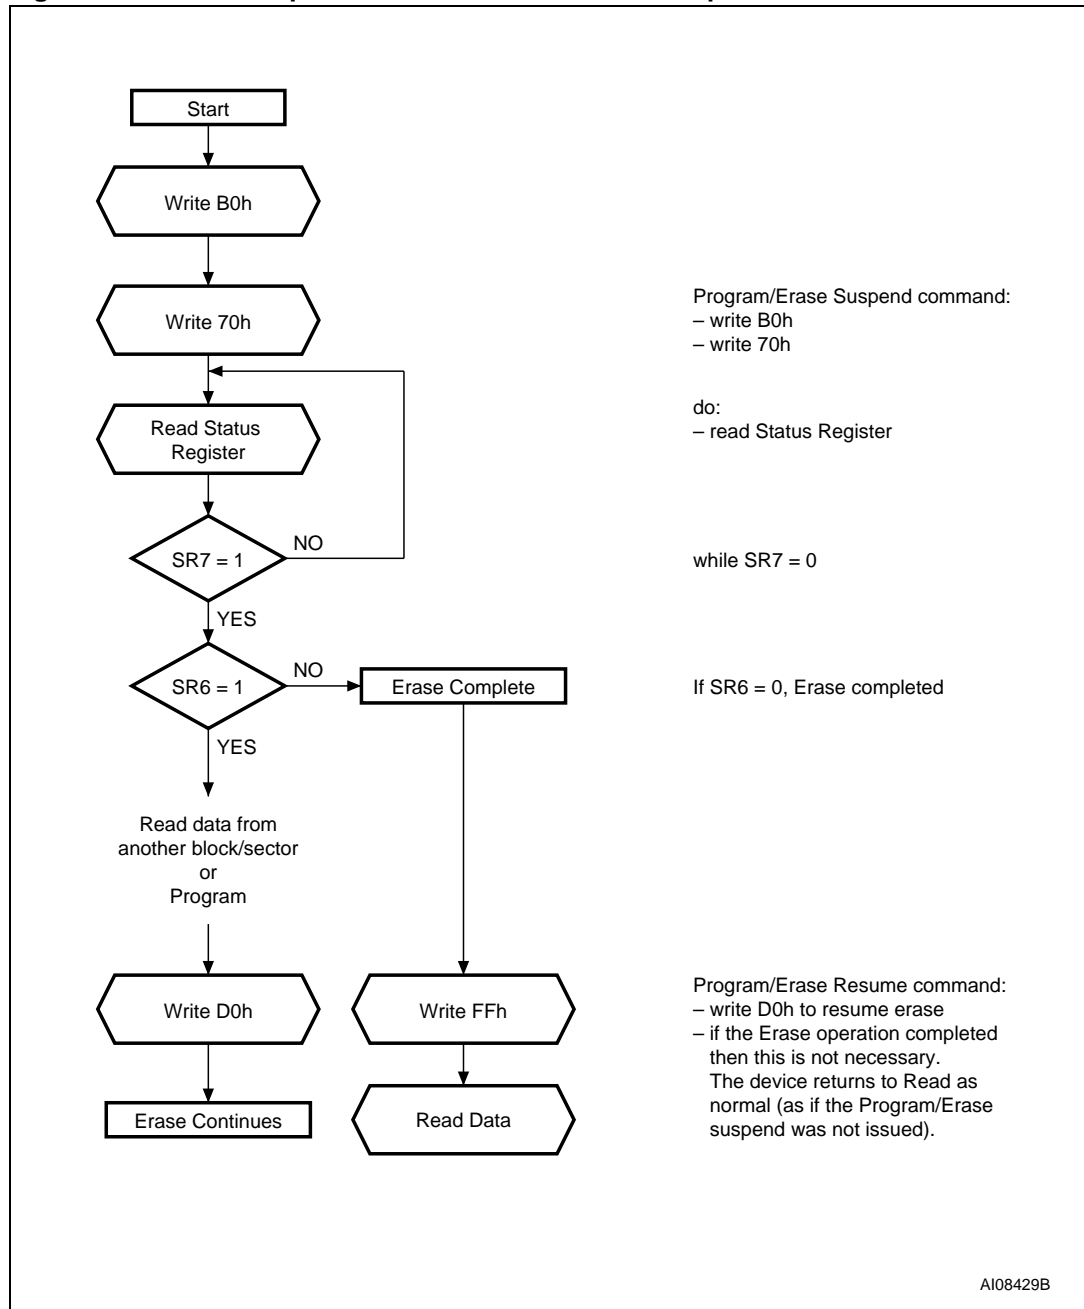 Start
Write B0h
Write 70h
Program/Erase Suspend command:
– write B0h
– write 70h
do:
– read Status Register
Read Status
Register
NO
SR7 = 1
while SR7 = 0
YES
NO
SR6 = 1
Erase Complete
If SR6 = 0, Erase completed
YES
Read data from
another block/sector
or
Program
Write D0h
Write FFh
Program/Erase Resume command:
– write D0h to resume erase
– if the Erase operation completed
then this is not necessary.
The device returns to Read as
normal (as if the Program/Erase
suspend was not issued).
Erase Continues
Read Data
AI08429B